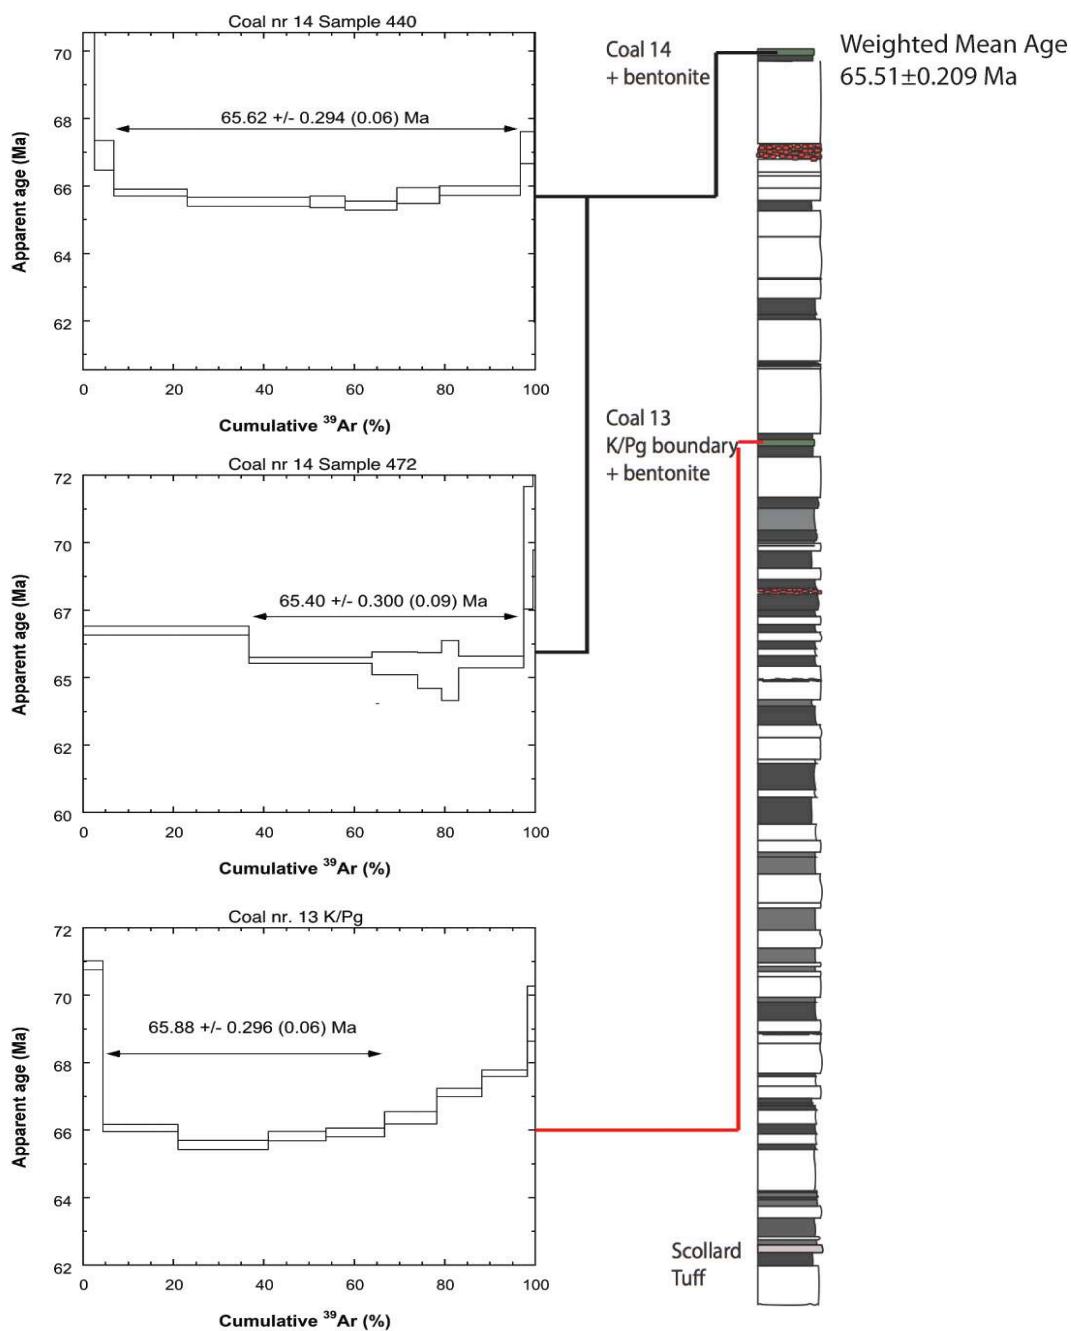 Coal nr 14 Sample 440
70
68
66
64
62
Apparent age (Ma)
65.62 +/- 0.294 (0.06) Ma
0 20 40 60 80 100
Cumulative ³⁹Ar (%)
Coal nr 14 Sample 472
72
70
67
65
62
60
Apparent age (Ma)
65.40 +/- 0.300 (0.09) Ma
0 20 40 60 80 100
Cumulative ³⁹Ar (%)
Coal nr. 13 K/Pg
72
70
68
66
64
62
Apparent age (Ma)
65.88 +/- 0.296 (0.06) Ma
0 20 40 60 80 100
Cumulative ³⁹Ar (%)
Coal 14
+ bentonite
Weighted Mean Age
65.51±0.209 Ma
Coal 13
K/Pg boundary
+ bentonite
Scollard
Tuff